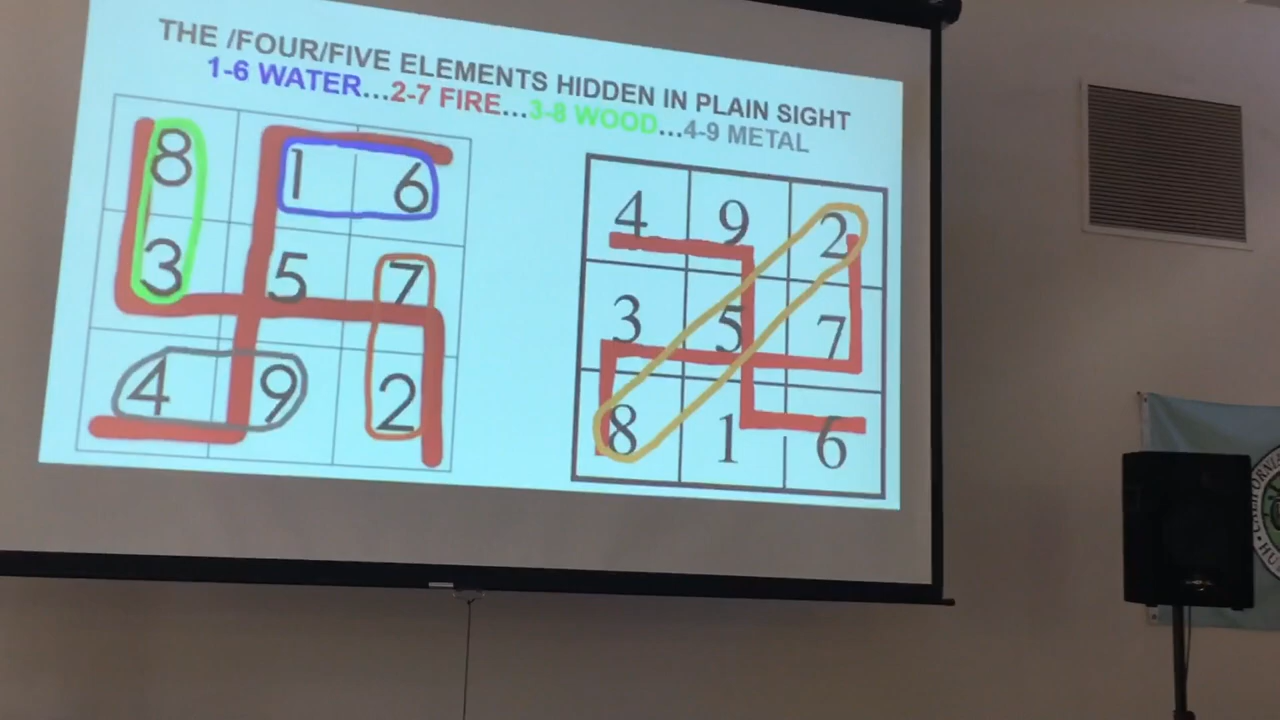 THE /FOUR/FIVE ELEMENTS HIDDEN IN PLAIN SIGHT
1-6 WATER...2-7 FIRE...3-8 WOOD...4-9 METAL
8 1 6
3 5 7
4 9 2
4 9 2
3 5 7
8 1 6